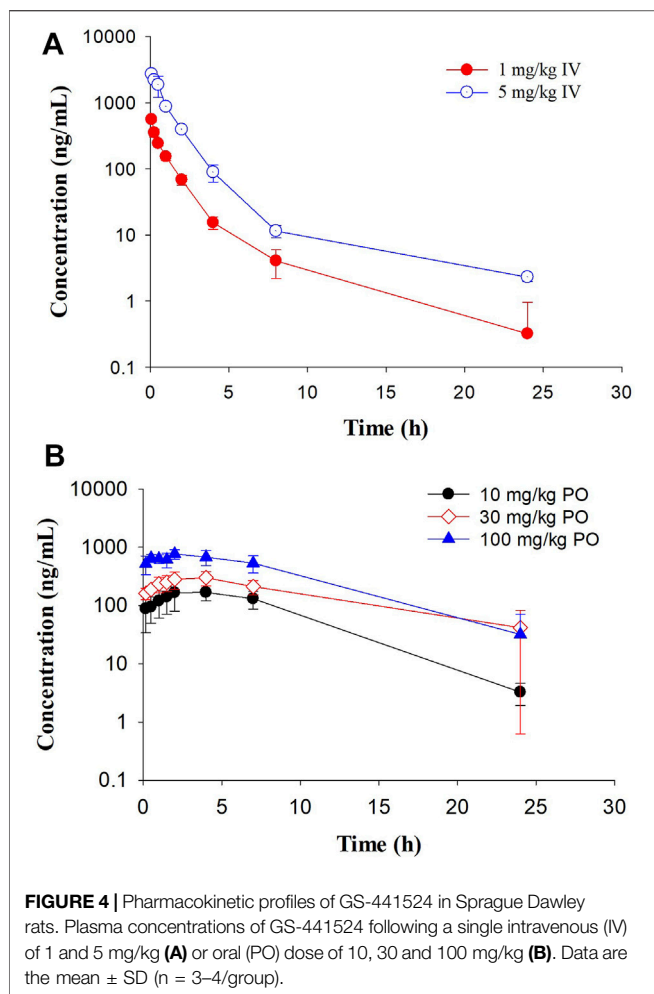 A
10000
1000
100
10
1
0.1
Concentration (ng/mL)
1 mg/kg IV
5 mg/kg IV
0 5 10 15 20 25 30
Time (h)
B
10000
1000
100
10
1
0.1
Concentration (ng/mL)
10 mg/kg PO
30 mg/kg PO
100 mg/kg PO
0 5 10 15 20 25 30
Time (h)
FIGURE 4 | Pharmacokinetic profiles of GS-441524 in Sprague Dawley
rats. Plasma concentrations of GS-441524 following a single intravenous (IV)
of 1 and 5 mg/kg (A) or oral (PO) dose of 10, 30 and 100 mg/kg (B). Data are
the mean ± SD (n = 3–4/group).